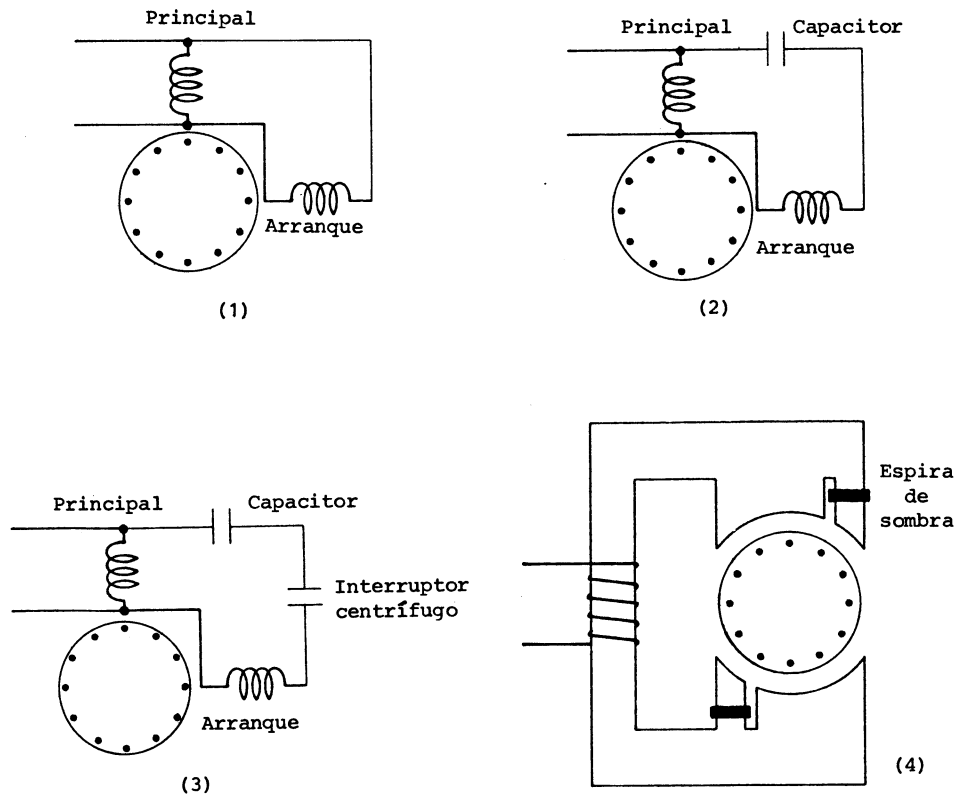 Principal
Arranque
(1)
Principal
Capacitor
Arranque
(2)
Principal
Capacitor
Interruptor
centrífugo
Arranque
(3)
Espira
de
sombra
(4)